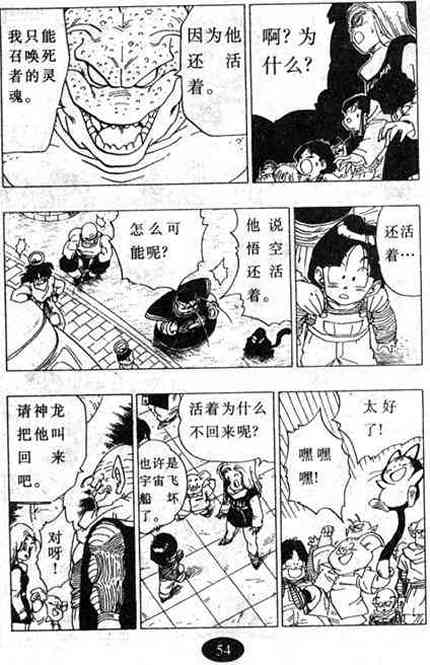 啊？为
什么？
因为他
还活
着。
我只能
召唤死
者的灵
魂。
还活
着…
他说
悟空
还活
着。
怎么可
能呢？
太好
了！
嘿嘿
嘿！
活着为什么
不回来呢？
也许是
宇宙飞
船坏
了。
请神龙
把他叫
回来
吧。
对
呀！
54